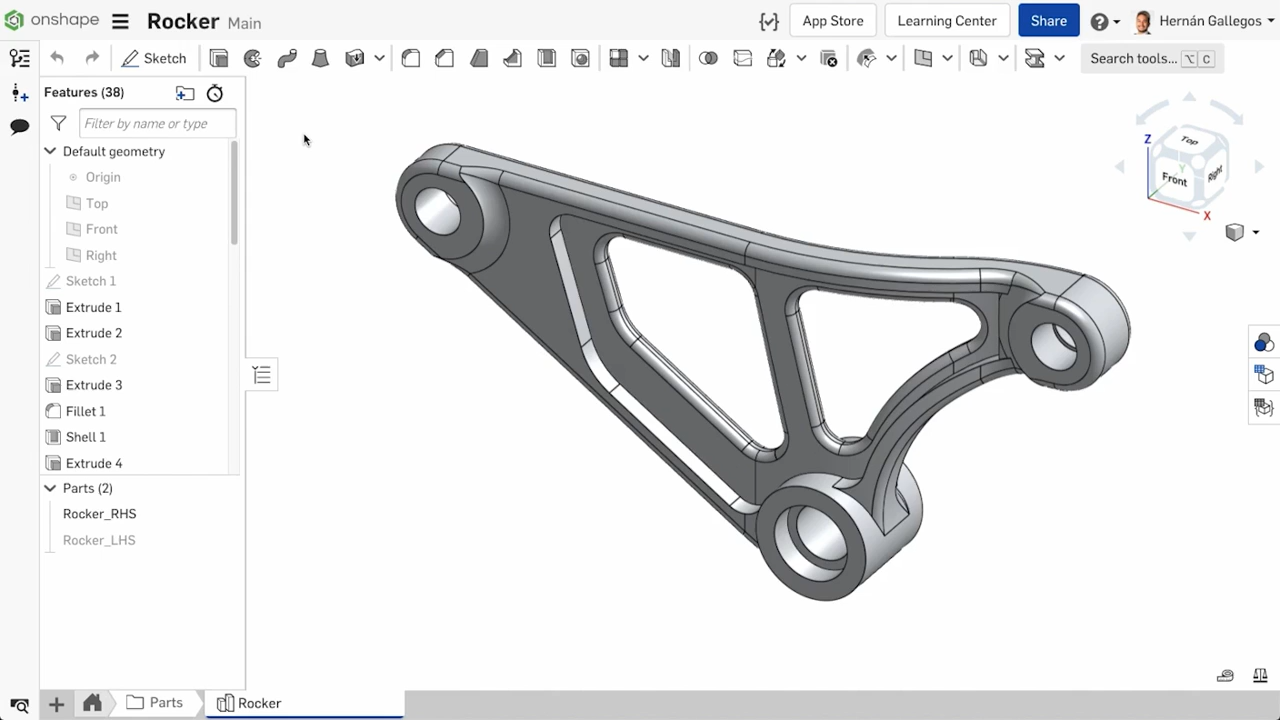 onshape Rocker Main App Store Learning Center Share Hernán Gallegos
Sketch Search tools... ⌥ C
Features (38)
Filter by name or type
Default geometry
Origin
Top
Front
Right
Sketch 1
Extrude 1
Extrude 2
Sketch 2
Extrude 3
Fillet 1
Shell 1
Extrude 4
Parts (2)
Rocker_RHS
Rocker_LHS
Z
Top
Y
Front
Right
X
Parts Rocker